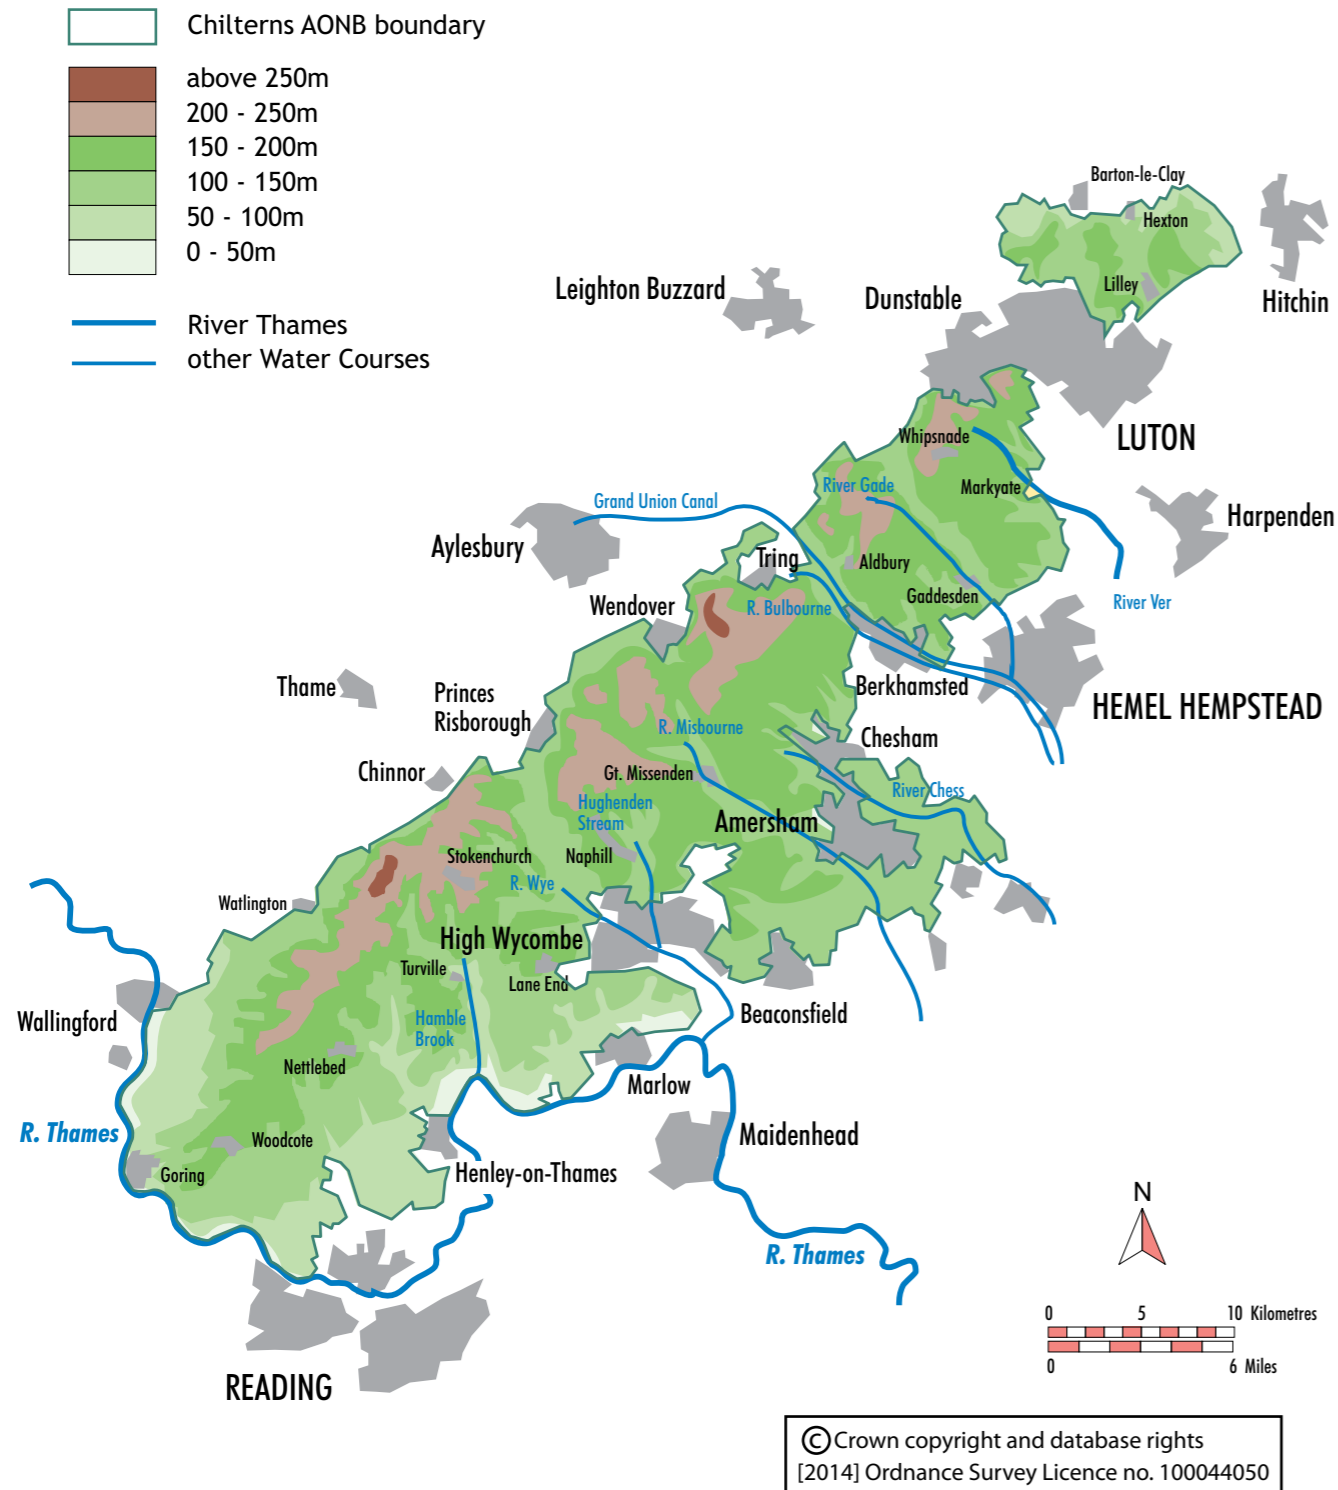 Chilterns AONB boundary
above 250m
200 - 250m
150 - 200m
100 - 150m
50 - 100m
0 - 50m
River Thames
other Water Courses
Barton-le-Clay
Hexton
Lilley
Hitchin
Leighton Buzzard
Dunstable
LUTON
Whipsnade
Markyate
River Gade
Grand Union Canal
Harpenden
Aylesbury
Tring
Aldbury
Gaddesden
River Ver
Wendover
R. Bulbourne
Thame
Princes
Risborough
Berkhamsted
HEMEL HEMPSTEAD
R. Misbourne
Chesham
Chinnor
Gt. Missenden
River Chess
Hughenden
Stream
Amersham
Stokenchurch
Naphill
R. Wye
Watlington
High Wycombe
Turville
Lane End
Wallingford
Hamble
Brook
Beaconsfield
Nettlebed
Marlow
R. Thames
Woodcote
Maidenhead
Goring
Henley-on-Thames
R. Thames
READING
N
0 5 10 Kilometres
0 6 Miles
© Crown copyright and database rights
[2014] Ordnance Survey Licence no. 100044050